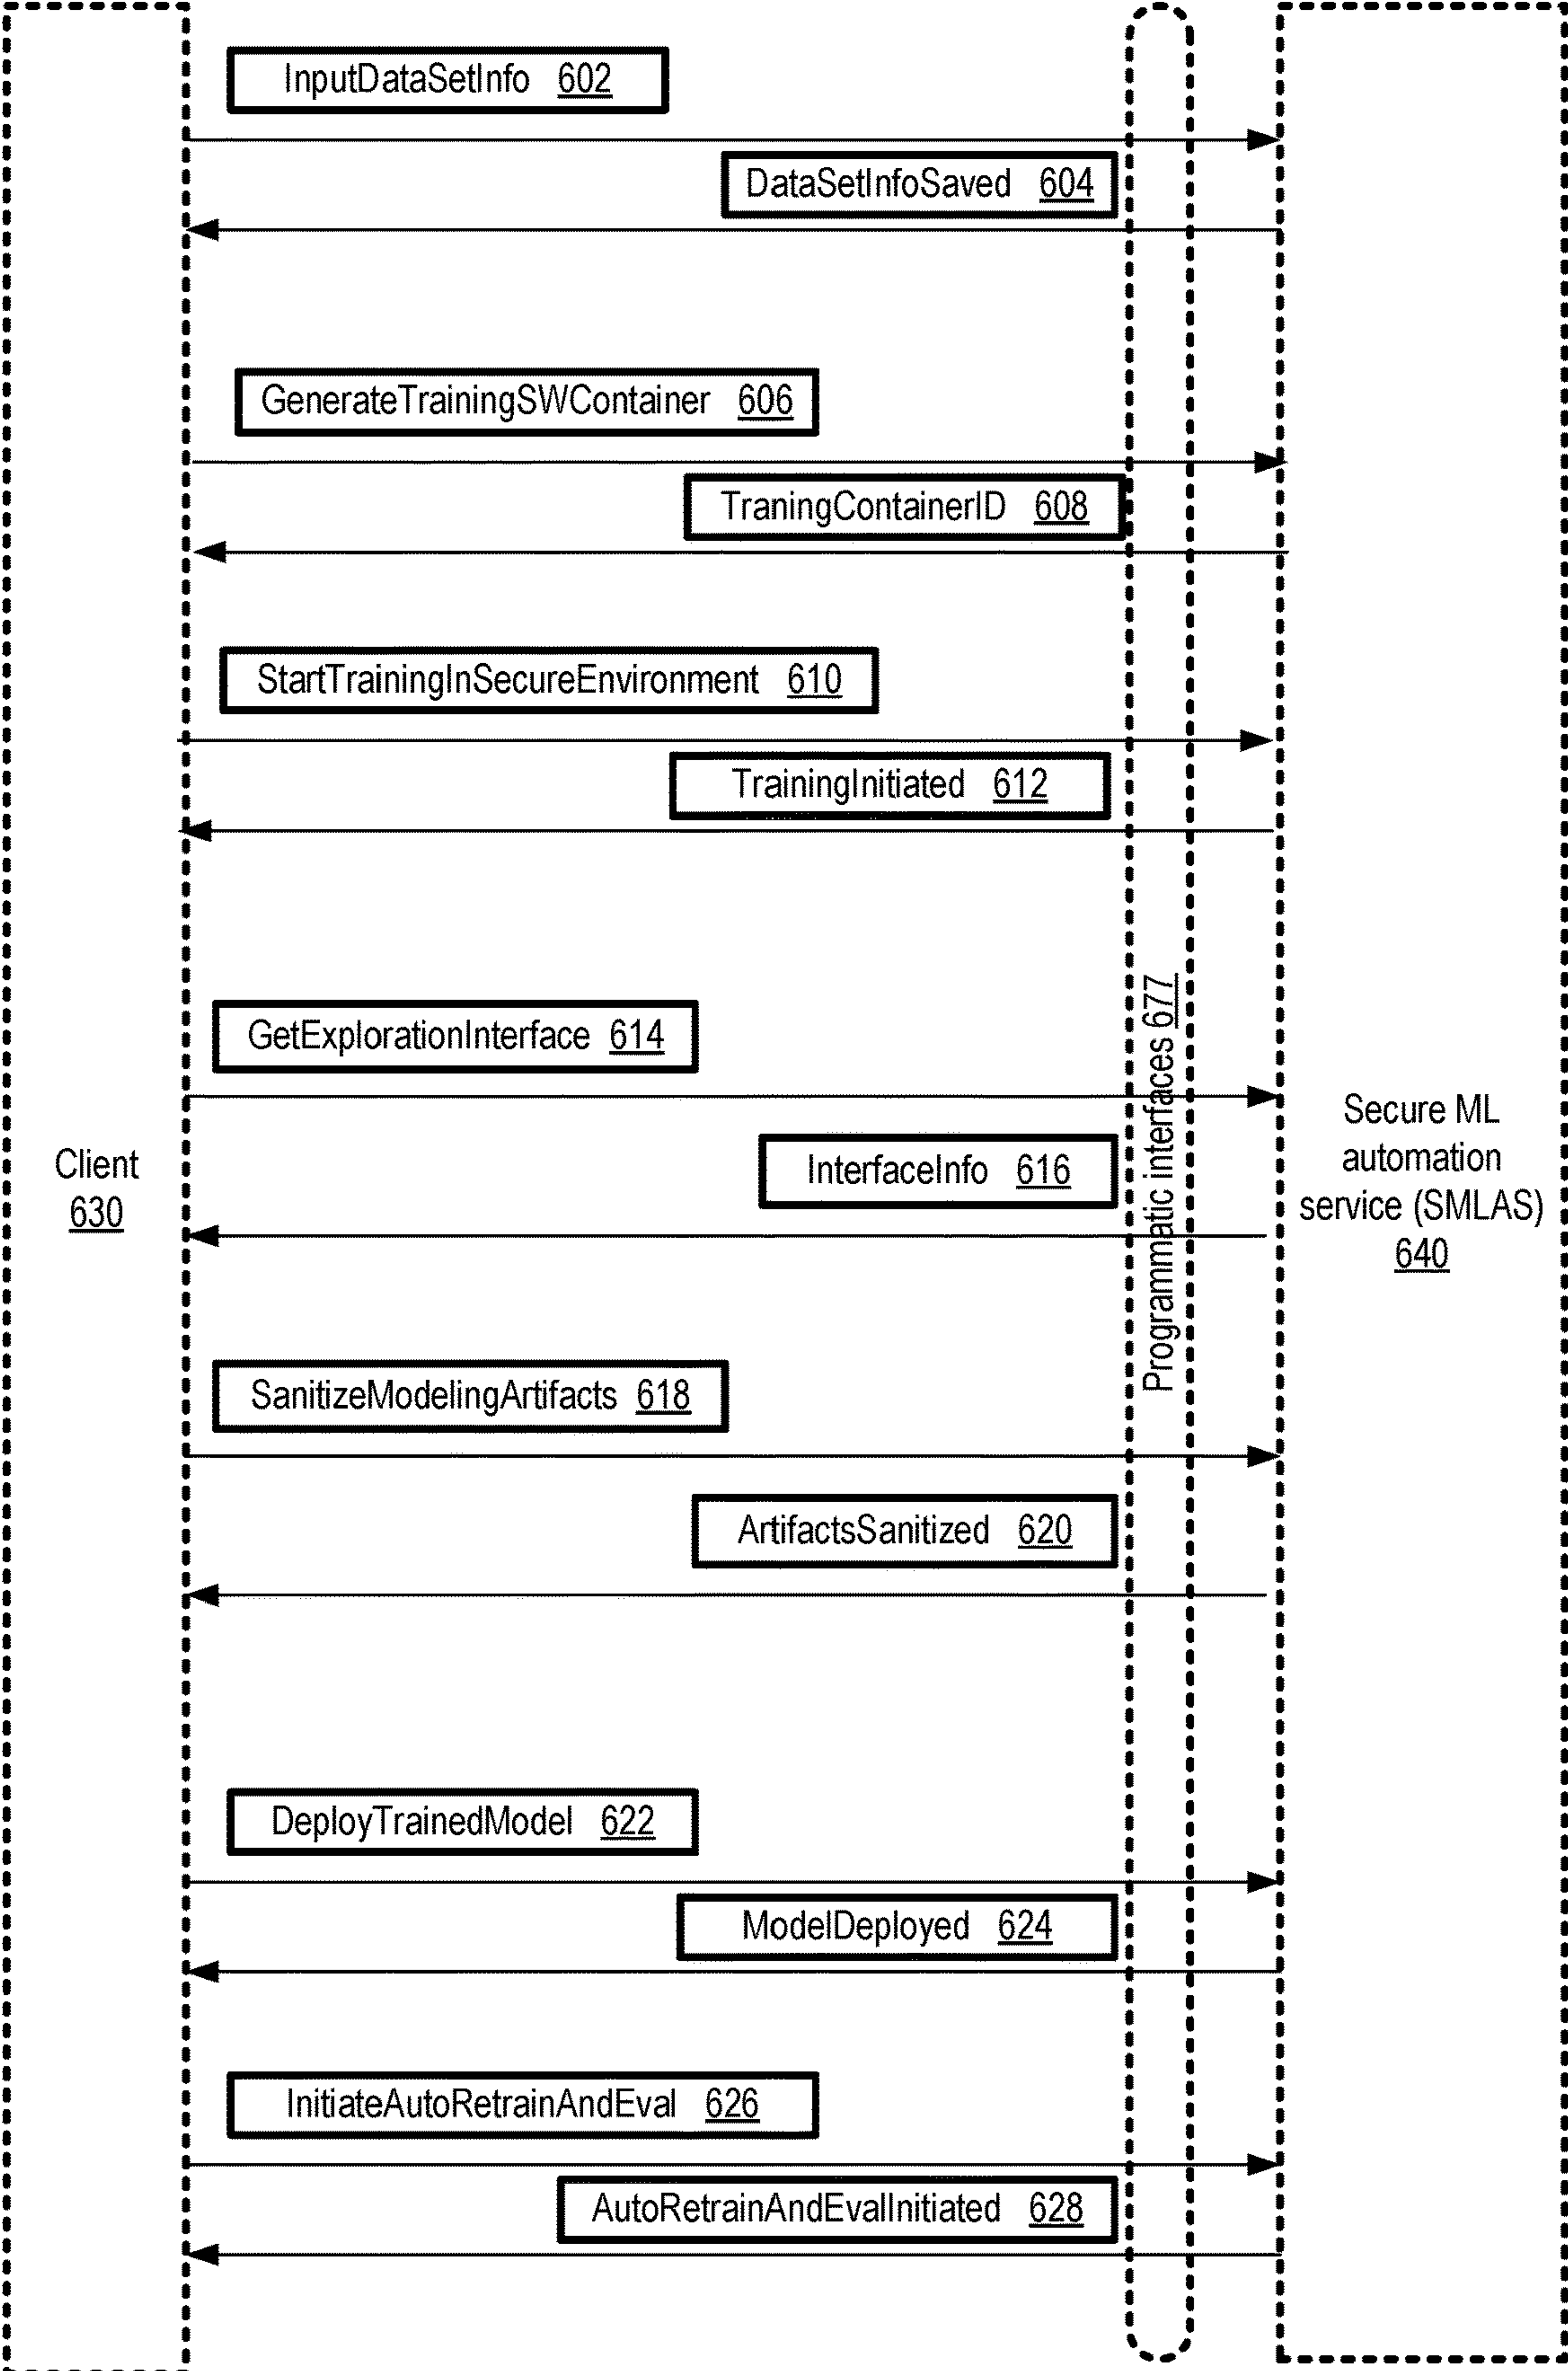 InputDataSetInfo 602
DataSetInfoSaved 604
GenerateTrainingSWContainer 606
TraningContainerID 608
StartTrainingInSecureEnvironment 610
TrainingInitiated 612
GetExplorationInterface 614
InterfaceInfo 616
Client
630
Programmatic interfaces 677
Secure ML
automation
service (SMLAS)
640
SanitizeModelingArtifacts 618
ArtifactsSanitized 620
DeployTrainedModel 622
ModelDeployed 624
InitiateAutoRetrainAndEval 626
AutoRetrainAndEvalInitiated 628